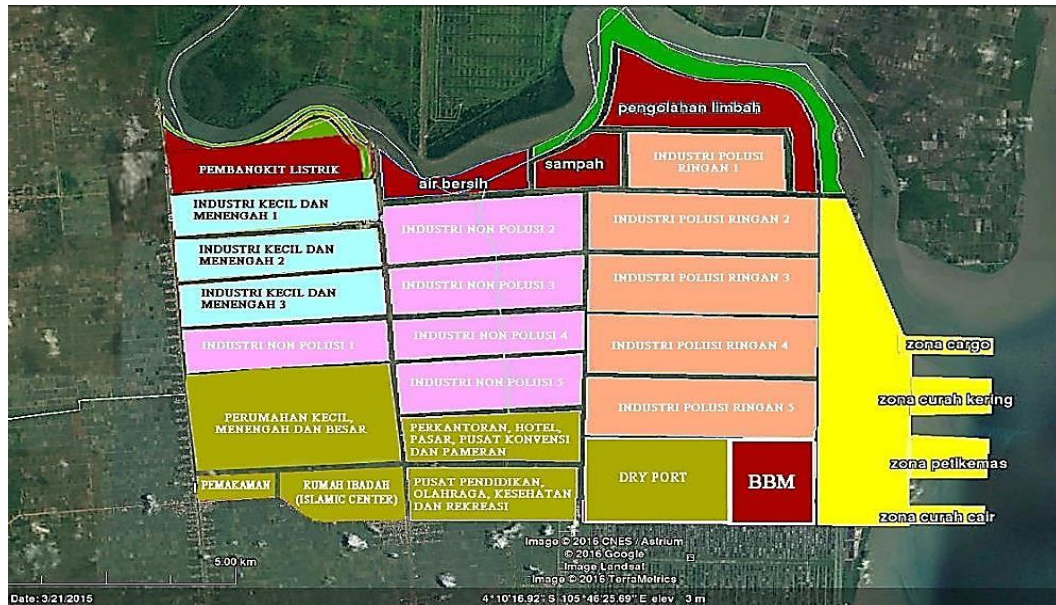 pengolahan limbah
PEMBANGKIT LISTRIK
air bersih
sampah
INDUSTRI POLUSI
RINGAN 1
INDUSTRI KECIL DAN
MENENGAH 1
INDUSTRI NON POLUSI 2
INDUSTRI POLUSI RINGAN 2
INDUSTRI KECIL DAN
MENENGAH 2
INDUSTRI NON POLUSI 3
INDUSTRI POLUSI RINGAN 3
INDUSTRI KECIL DAN
MENENGAH 3
INDUSTRI NON POLUSI 1
INDUSTRI NON POLUSI 4
INDUSTRI POLUSI RINGAN 4
zona cargo
INDUSTRI NON POLUSI 5
zona curah kering
PERUMAHAN KECIL,
MENENGAH DAN BESAR
PERKANTORAN, HOTEL,
PASAR, PUSAT KONVENSI
DAN PAMERAN
INDUSTRI POLUSI RINGAN 5
zona petikemas
PEMAKAMAN
RUMAH IBADAH
(ISLAMIC CENTER)
PUSAT PENDIDIKAN,
OLAHRAGA, KESEHATAN
DAN REKREASI
DRY PORT
BBM
zona curah cair
Image © 2016 CNES / Astrium
© 2016 Google
Image Landsat
Image © 2016 TerraMetrics
5.00 km
Date: 3/21/2015
4°10'16.92" S 105°46'25.69" E elev 3 m